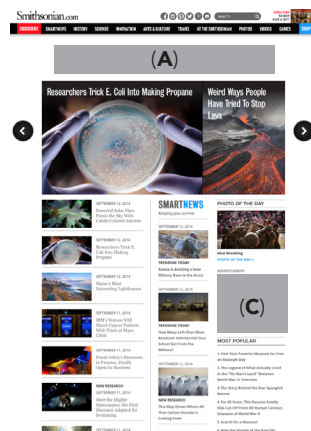 Smithsonian.com
SEARCH
SUBSCRIBE SMARTNEWS HISTORY SCIENCE INNOVATION ARTS & CULTURE TRAVEL AT THE SMITHSONIAN PHOTOS VIDEOS GAMES SHOP
(A)
Researchers Trick E. Coli Into Making Propane
Weird Ways People
Have Tried To Stop
Lava
SEPTEMBER 12, 2014
Powerful Solar Flare
Paints the Sky With
Candy-Colored Auroras
SEPTEMBER 12, 2014
Researchers Trick
E. Coli Into Making
Propane
SEPTEMBER 12, 2014
Maine's Most
Interesting Lighthouses
SEPTEMBER 11, 2014
IBM's Watson Will
Match Cancer Patients
With Trials at Mayo
Clinic
SEPTEMBER 11, 2014
Frank Gehry's Biomuseo
in Panama, Finally
Open for Business
NEW RESEARCH
SEPTEMBER 11, 2014
Meet the Mighty
Spinosaurus, the First
Dinosaur Adapted for
Swimming
SEPTEMBER 11, 2014
SMARTNEWS
Keeping you current
SEPTEMBER 12, 2014
TRENDING TODAY
Russia Is Building a New
Military Base in the Arctic
SEPTEMBER 12, 2014
TRENDING TODAY
How Many Left-Over Mine-
Resistant Vehicles Did Your
School Get From the
Military?
SEPTEMBER 12, 2014
NEW RESEARCH
This Map Shows Where All
That Carbon Dioxide Is
Coming From
PHOTO OF THE DAY
Mud Wrestling
PHOTO OF THE DAY »
ADVERTISEMENT
(C)
MOST POPULAR
1. Visit Your Favorite Museum for Free
on Museum Day
2. The Legend of What Actually Lived
in the "No Man's Land" Between
World War I's Trenches
3. The Story Behind the Star Spangled
Banner
4. For 40 Years, This Russian Family
Was Cut Off From All Human Contact,
Unaware of World War II
5. Search for a Museum